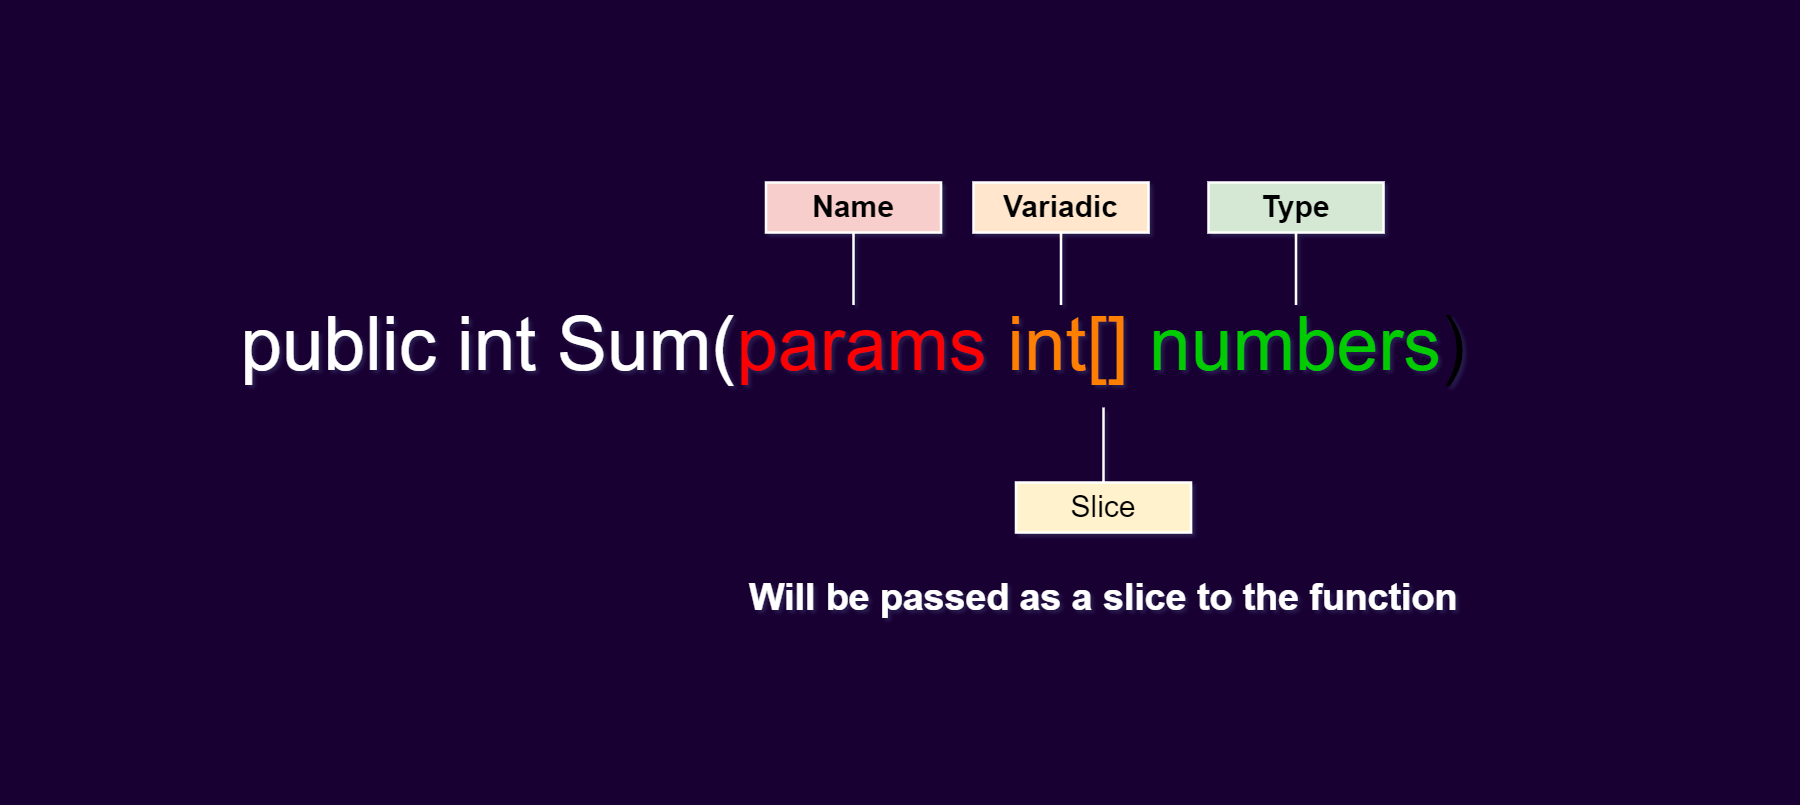 Name Variadic Type
public int Sum(params int[] numbers)
Slice
Will be passed as a slice to the function